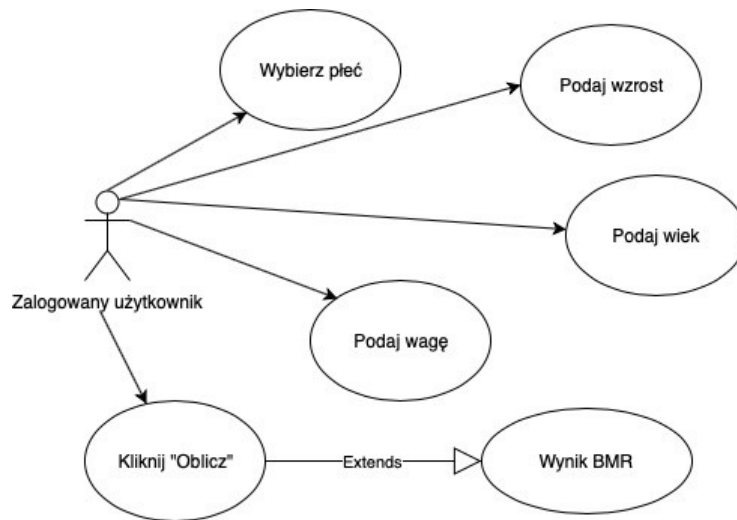 Wybierz płeć
Podaj wzrost
Podaj wiek
Zalogowany użytkownik
Podaj wagę
Kliknij "Oblicz"
Extends
Wynik BMR